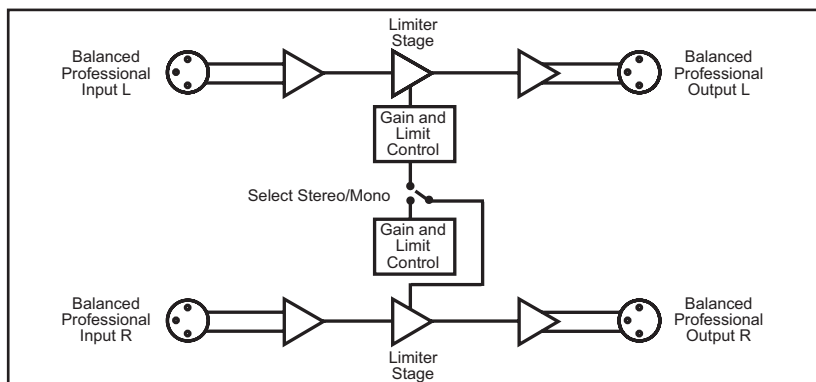 Limiter
Stage
Balanced
Professional
Input L
Balanced
Professional
Output L
Gain and
Limit
Control
Select Stereo/Mono
Gain and
Limit
Control
Balanced
Professional
Input R
Balanced
Professional
Output R
Limiter
Stage